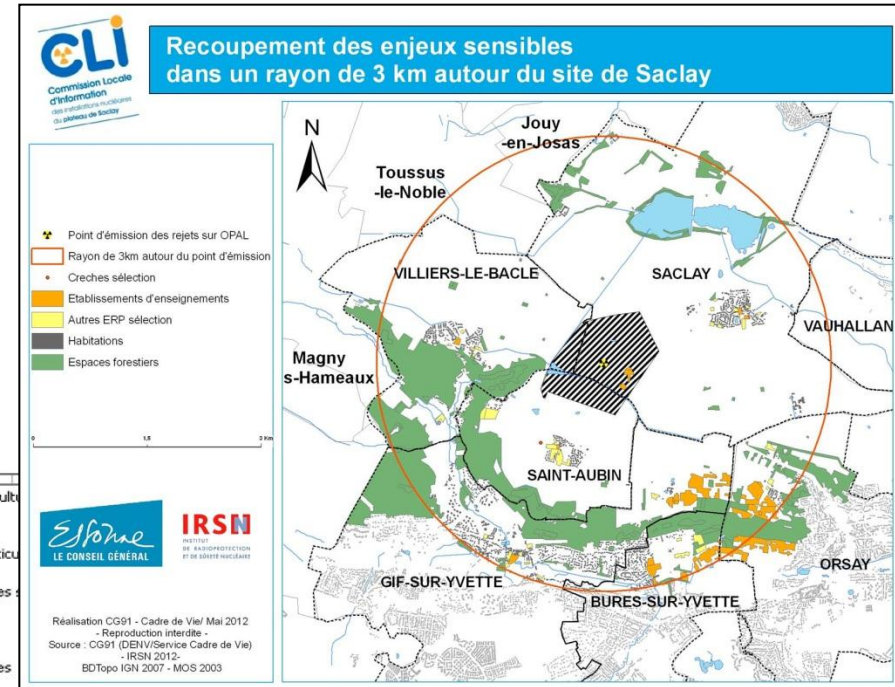 CLI
Commission Locale
d'Information
des installations nucléaires
du plateau de Saclay
Recoupement des enjeux sensibles
dans un rayon de 3 km autour du site de Saclay
Point d'émission des rejets sur OPAL
Rayon de 3km autour du point d'émission
Creches sélection
Etablissements d'enseignements
Autres ERP sélection
Habitations
Espaces forestiers
0
1,5
3 Km
Essonne
LE CONSEIL GÉNÉRAL
IRSN
INSTITUT
DE RADIOPROTECTION
ET DE SÛRETÉ NUCLÉAIRE
Réalisation CG91 - Cadre de Vie/ Mai 2012
- Reproduction interdite -
Source : CG91 (DENV/Service Cadre de Vie)
- IRSN 2012-
BDTopo IGN 2007 - MOS 2003
N
Jouy
-en-Josas
Toussus
-le-Noble
VILLIERS-LE-BACLE
SACLAY
VAUHALLAN
Magny
s-Hameaux
SAINT-AUBIN
ORSAY
GIF-SUR-YVETTE
BURES-SUR-YVETTE